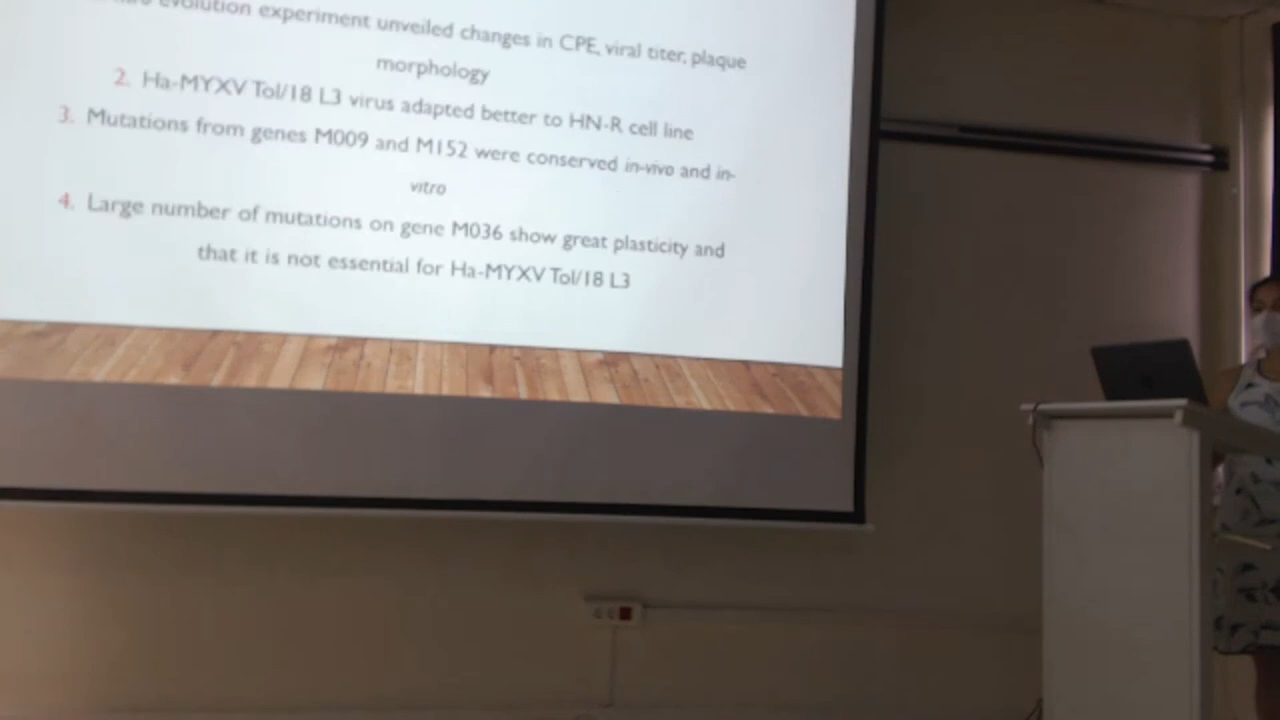 evolution experiment unveiled changes in CPE, viral titer, plaque
morphology
2. Ha-MYXV Tol/18 L3 virus adapted better to HN-R cell line
3. Mutations from genes M009 and M152 were conserved in-vivo and in-
vitro
4. Large number of mutations on gene M036 show great plasticity and
that it is not essential for Ha-MYXV Tol/18 L3